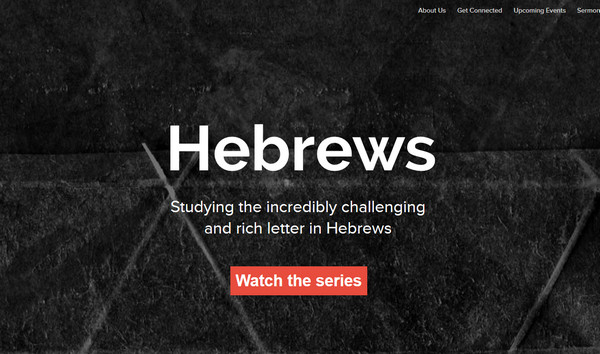 About Us Get Connected Upcoming Events Sermon
Hebrews
Studying the incredibly challenging
and rich letter in Hebrews
Watch the series